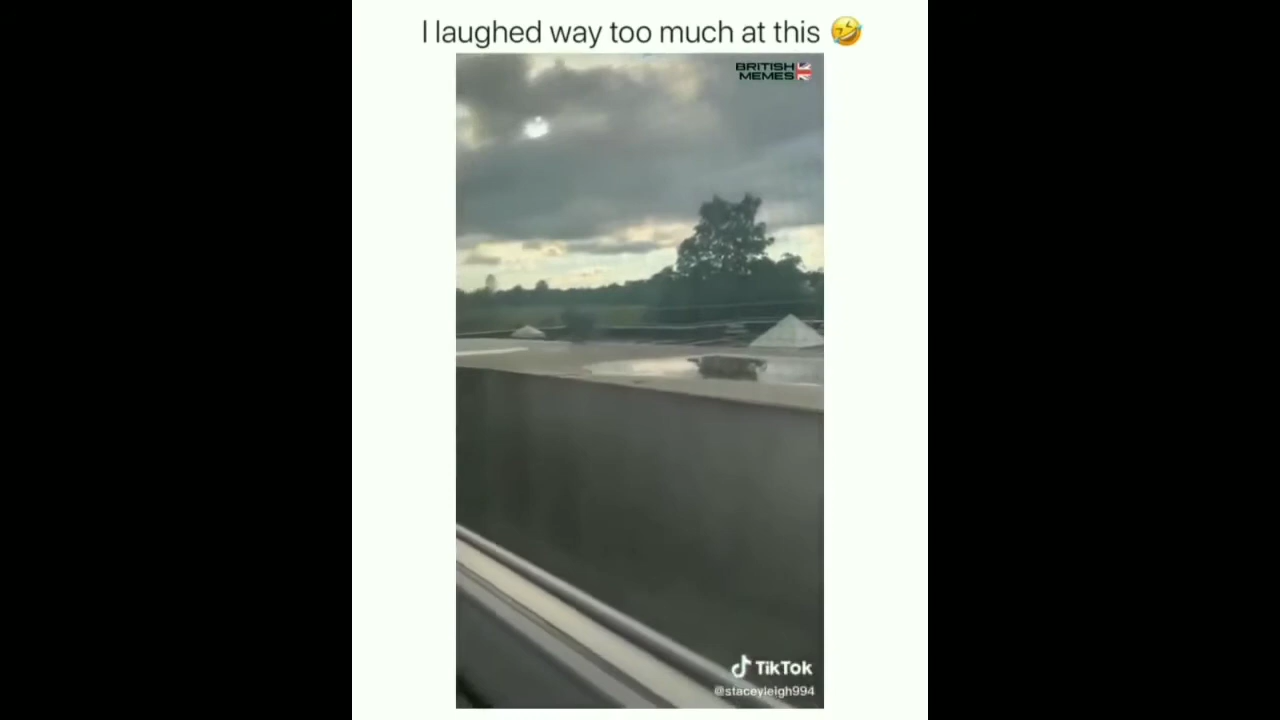 I laughed way too much at this 🤣
BRITISH
MEMES
TikTok
@staceyleigh994